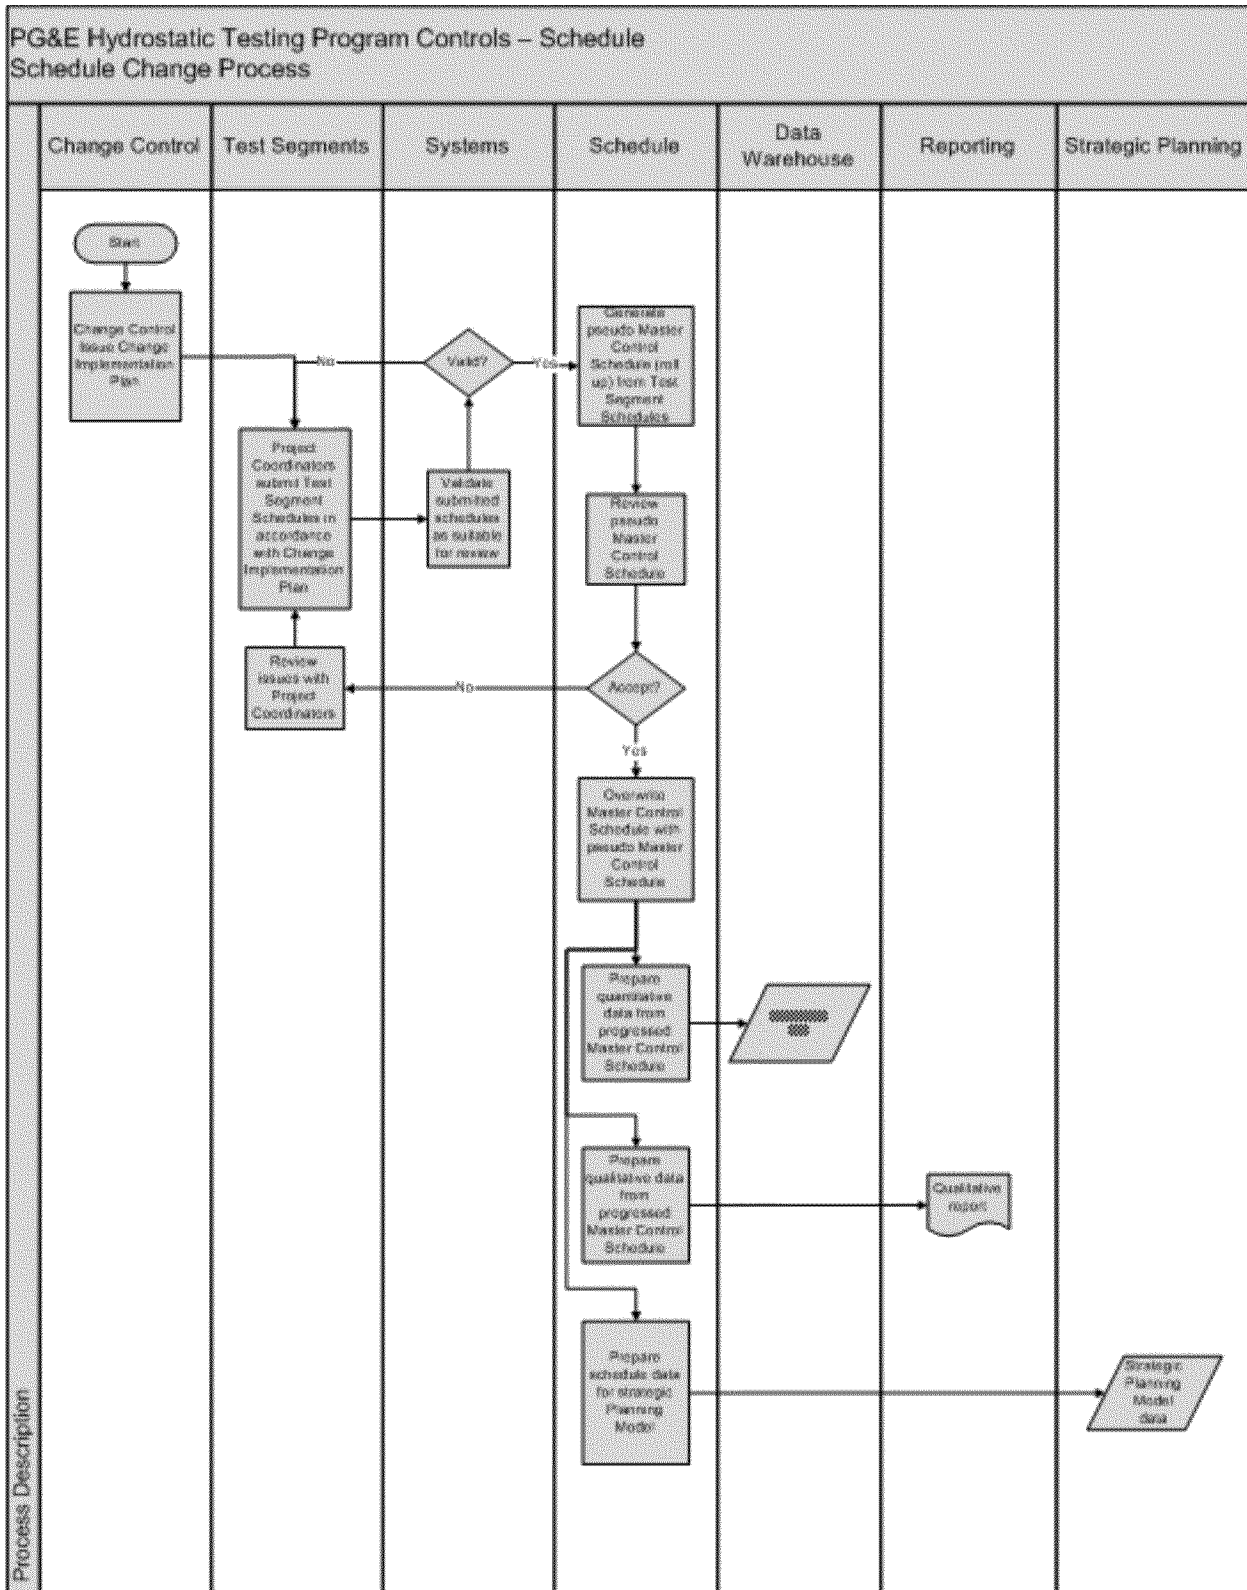 PG&E Hydrostatic Testing Program Controls – Schedule
Schedule Change Process
Change Control
Test Segments
Systems
Schedule
Data
Warehouse
Reporting
Strategic Planning
Start
Change Control
Issue Change
Implementation
Plan
No
Valid?
Yes
Generate
pseudo Master
Control
Schedule (roll
up) from Test
Segment
Schedules
Project
Coordinators
submit Test
Segment
Schedules in
accordance
with Change
Implementation
Plan
Validate
submitted
schedules
as suitable
for review
Review
pseudo
Master
Control
Schedule
Review
issues with
Project
Coordinators
No
Accept?
Yes
Overwrite
Master Control
Schedule with
pseudo Master
Control
Schedule
Prepare
quantitative
data from
progressed
Master Control
Schedule
Prepare
qualitative data
from
progressed
Master Control
Schedule
Qualitative
report
Prepare
schedule data
for strategic
Planning
Model
Strategic
Planning
Model
data
Process Description